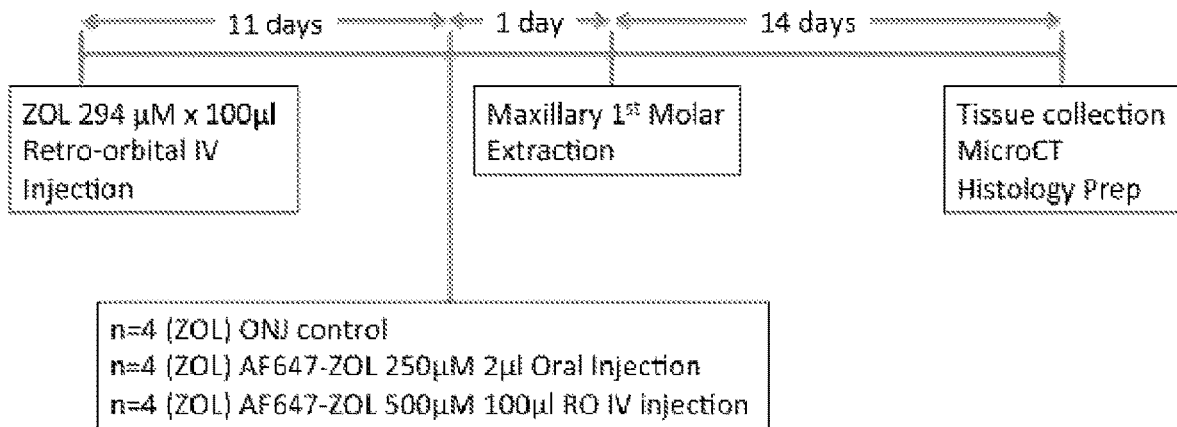 11 days
1 day
14 days
ZOL 294 µM x 100µl
Retro-orbital IV
Injection
Maxillary 1st Molar
Extraction
Tissue collection
MicroCT
Histology Prep
n=4 (ZOL) ONJ control
n=4 (ZOL) AF647-ZOL 250µM 2µl Oral Injection
n=4 (ZOL) AF647-ZOL 500µM 100µl RO IV injection